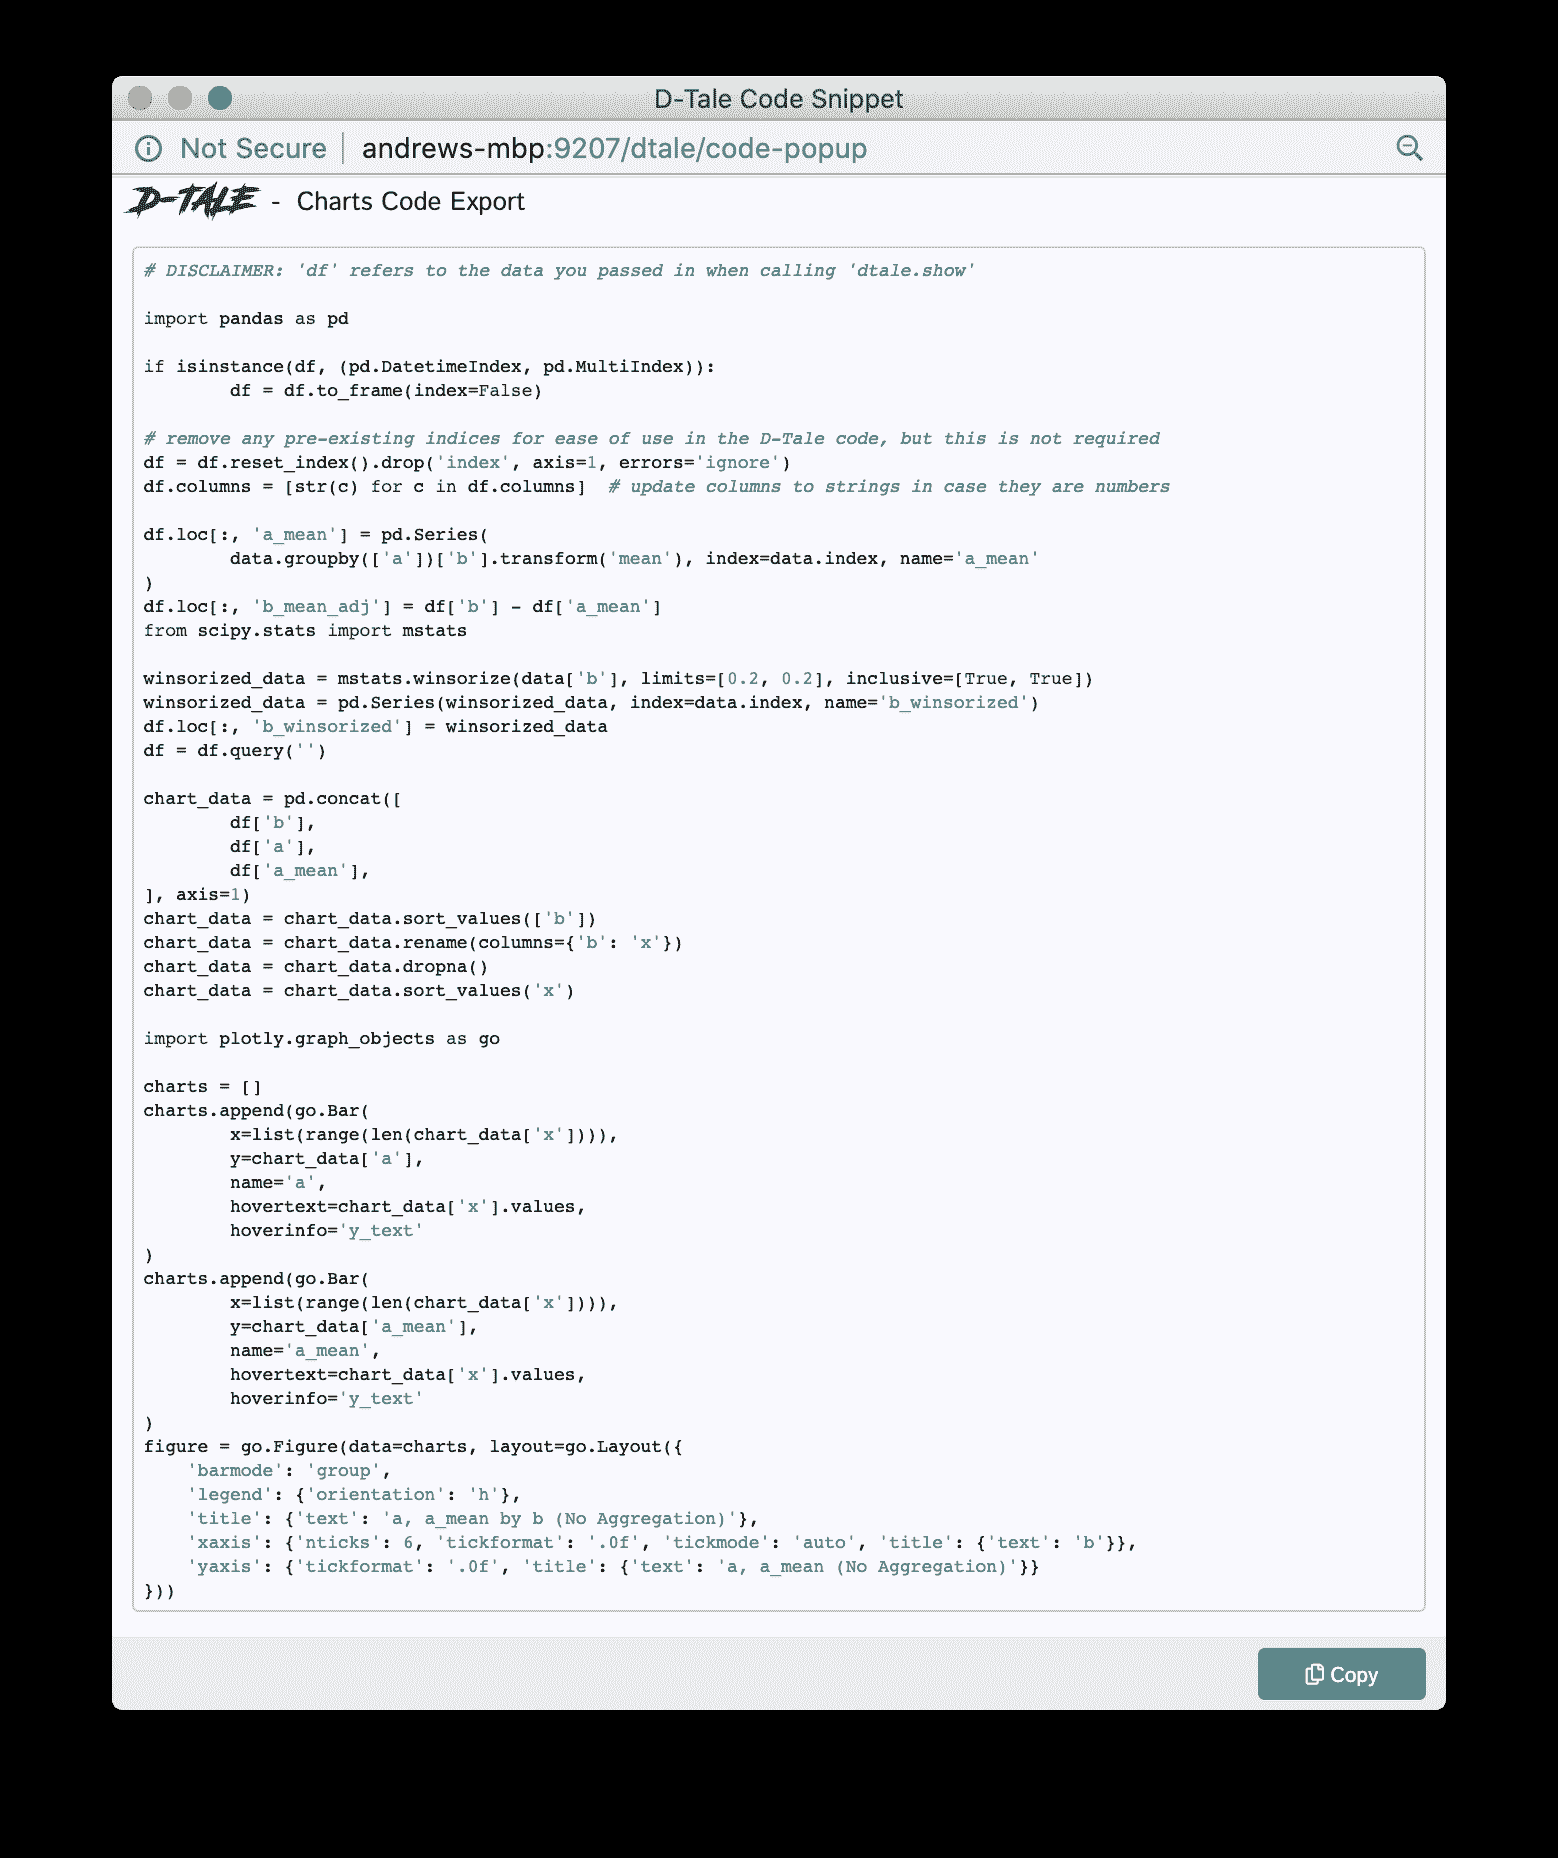 D-Tale Code Snippet
Not Secure | andrews-mbp:9207/dtale/code-popup
D-TALE - Charts Code Export
# DISCLAIMER: 'df' refers to the data you passed in when calling 'dtale.show'

import pandas as pd

if isinstance(df, (pd.DatetimeIndex, pd.MultiIndex)):
        df = df.to_frame(index=False)

# remove any pre-existing indices for ease of use in the D-Tale code, but this is not required
df = df.reset_index().drop('index', axis=1, errors='ignore')
df.columns = [str(c) for c in df.columns]  # update columns to strings in case they are numbers

df.loc[:, 'a_mean'] = pd.Series(
        data.groupby(['a'])['b'].transform('mean'), index=data.index, name='a_mean'
)
df.loc[:, 'b_mean_adj'] = df['b'] - df['a_mean']
from scipy.stats import mstats

winsorized_data = mstats.winsorize(data['b'], limits=[0.2, 0.2], inclusive=[True, True])
winsorized_data = pd.Series(winsorized_data, index=data.index, name='b_winsorized')
df.loc[:, 'b_winsorized'] = winsorized_data
df = df.query('')

chart_data = pd.concat([
        df['b'],
        df['a'],
        df['a_mean'],
], axis=1)
chart_data = chart_data.sort_values(['b'])
chart_data = chart_data.rename(columns={'b': 'x'})
chart_data = chart_data.dropna()
chart_data = chart_data.sort_values('x')

import plotly.graph_objects as go

charts = []
charts.append(go.Bar(
        x=list(range(len(chart_data['x']))),
        y=chart_data['a'],
        name='a',
        hovertext=chart_data['x'].values,
        hoverinfo='y_text'
)
charts.append(go.Bar(
        x=list(range(len(chart_data['x']))),
        y=chart_data['a_mean'],
        name='a_mean',
        hovertext=chart_data['x'].values,
        hoverinfo='y_text'
)
figure = go.Figure(data=charts, layout=go.Layout({
    'barmode': 'group',
    'legend': {'orientation': 'h'},
    'title': {'text': 'a, a_mean by b (No Aggregation)'},
    'xaxis': {'nticks': 6, 'tickformat': '.0f', 'tickmode': 'auto', 'title': {'text': 'b'}},
    'yaxis': {'tickformat': '.0f', 'title': {'text': 'a, a_mean (No Aggregation)'}}
}))
Copy